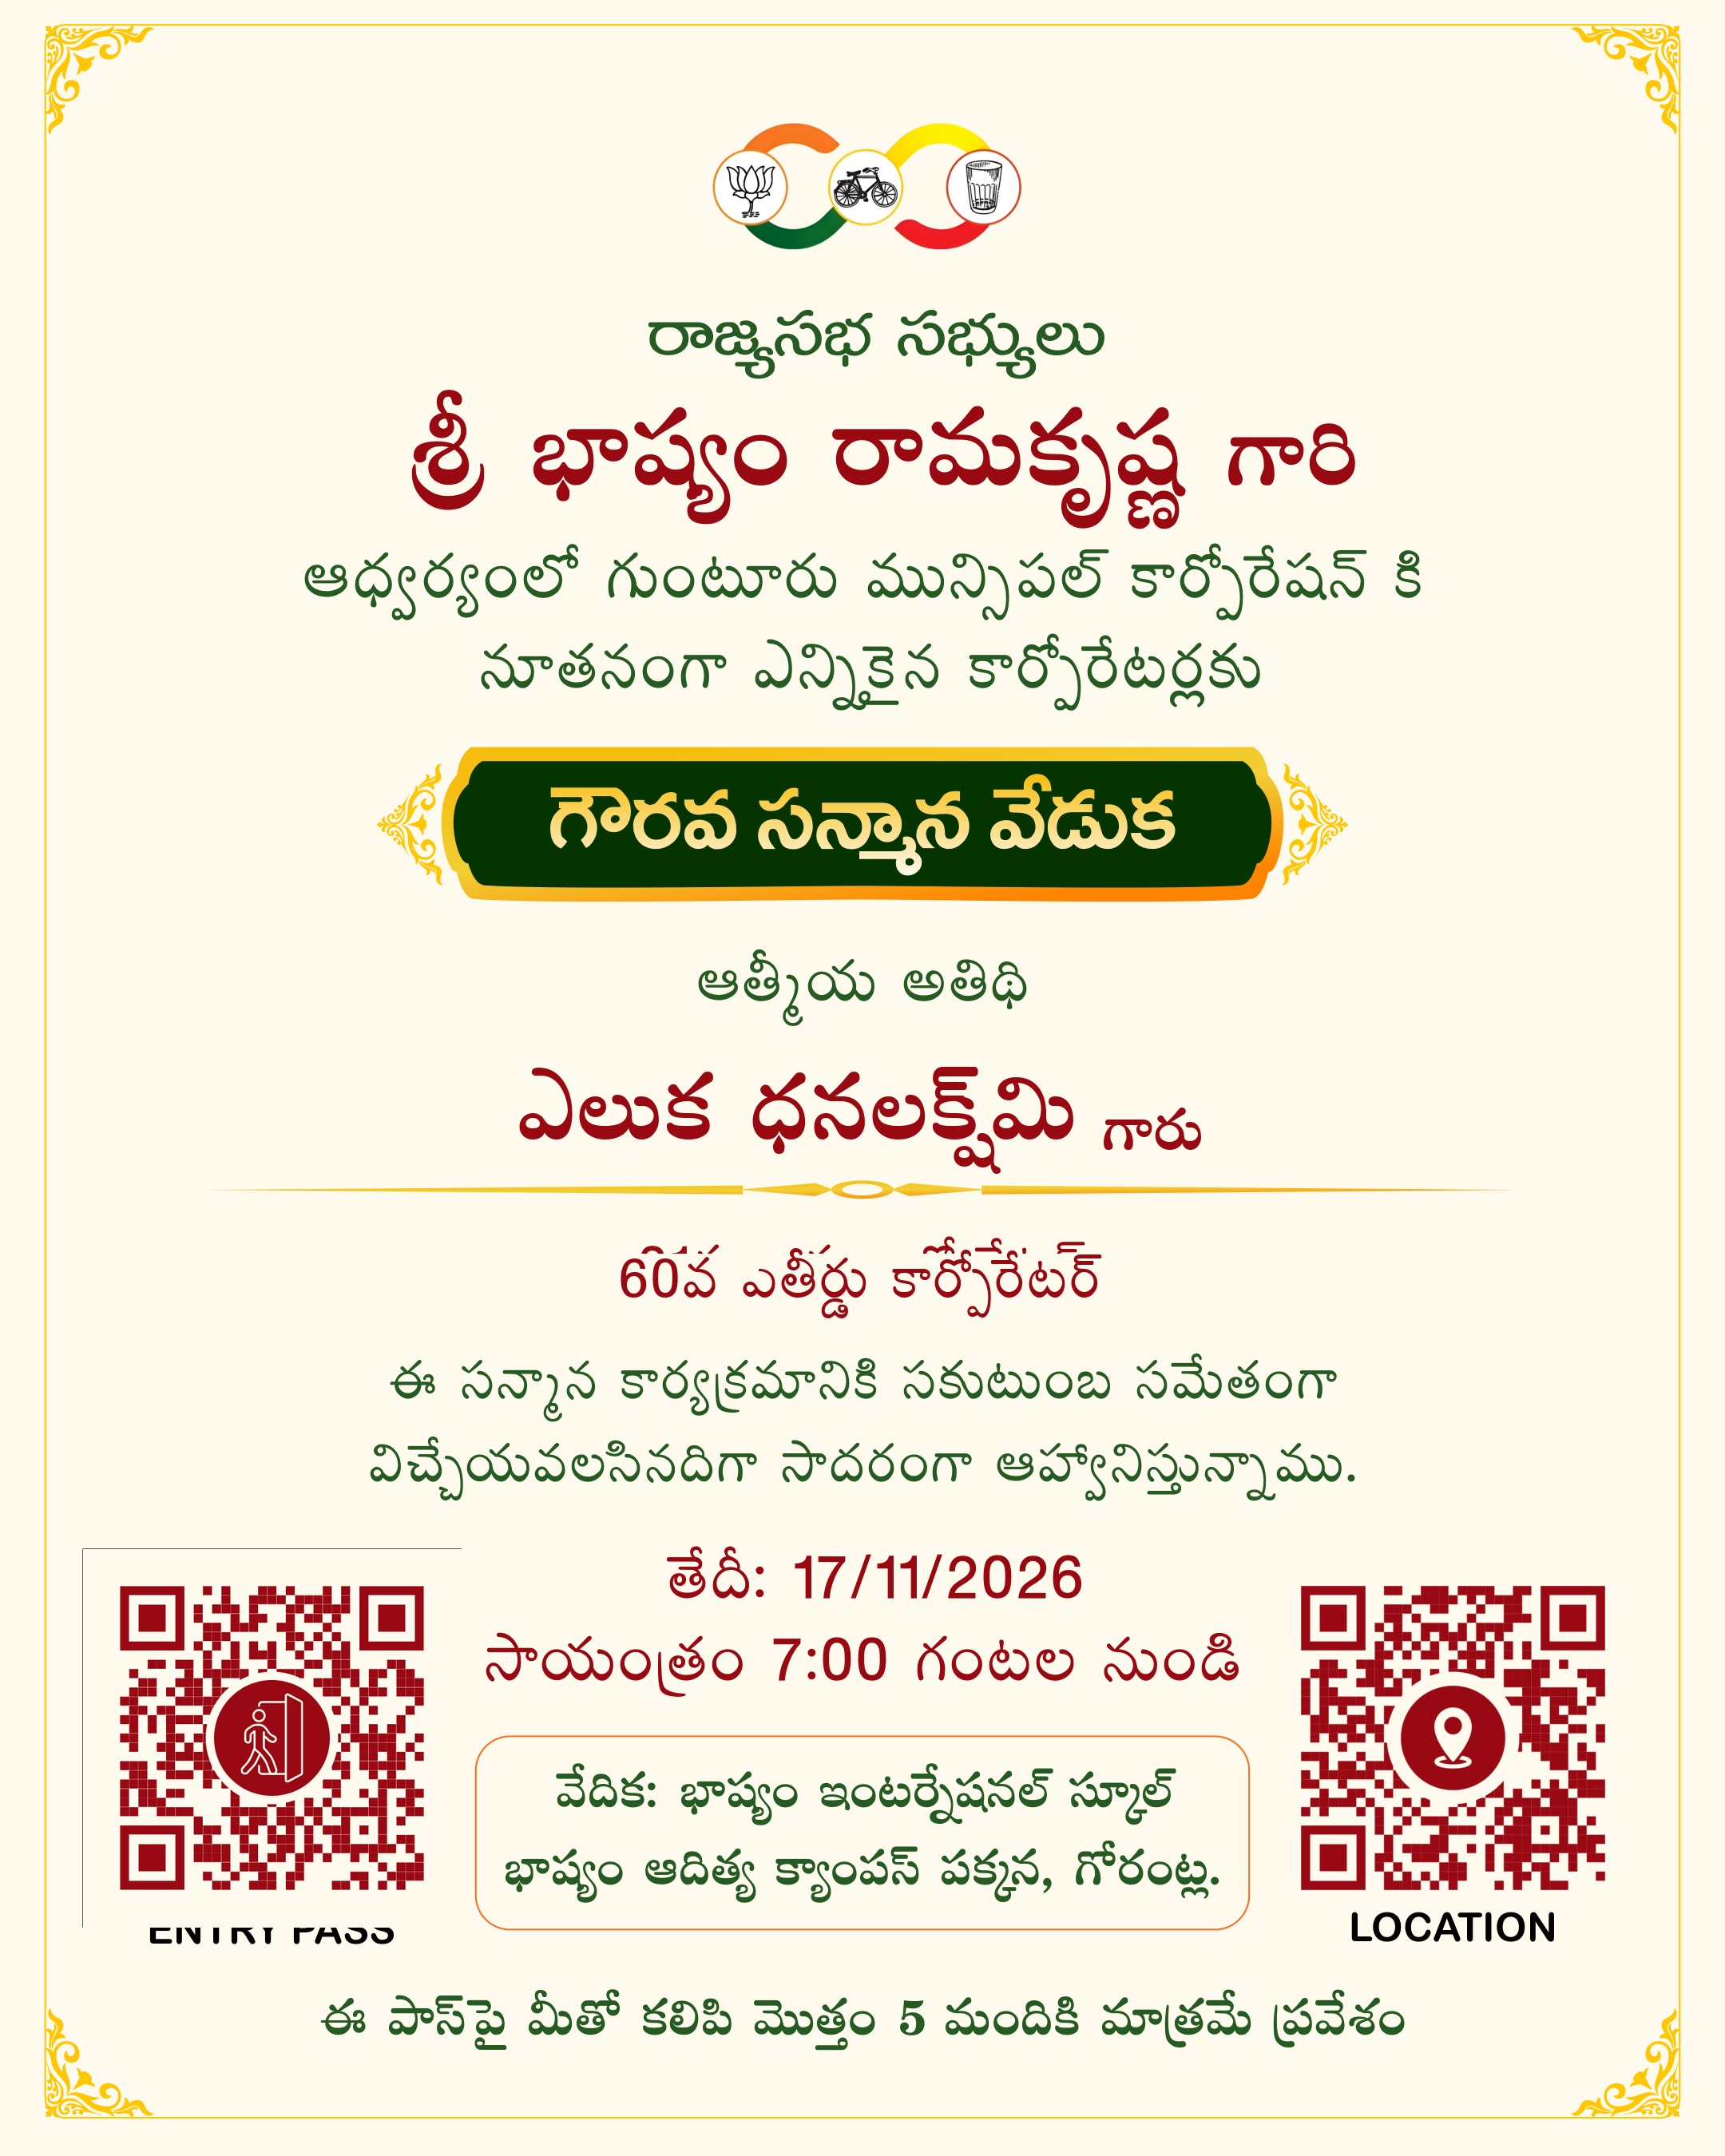 రాజ్యసభ సభ్యులు
శ్రీ భాష్యం రామకృష్ణ గారి
ఆధ్వర్యంలో గుంటూరు మున్సిపల్ కార్పోరేషన్ కి
నూతనంగా ఎన్నికైన కార్పోరేటర్లకు
గౌరవ సన్మాన వేడుక
ఆత్మీయ అతిథి
ఎలుక ధనలక్ష్మి గారు
60వ కార్పోరేటర్
ఈ సన్మాన కార్యక్రమానికి సకుటుంబ సమేతంగా
విచ్చేయవలసినదిగా సాదరంగా ఆహ్వానిస్తున్నాము.
తేదీ: 17/11/2026
సాయంత్రం 7:00 గంటల నుండి
వేదిక: భాష్యం ఇంటర్నేషనల్ స్కూల్
భాష్యం ఆదిత్య క్యాంపస్ పక్కన, గోరంట్ల.
ENTRY PASS
LOCATION
ఈ పాస్‌పై మీతో కలిపి మొత్తం 5 మందికి మాత్రమే ప్రవేశం